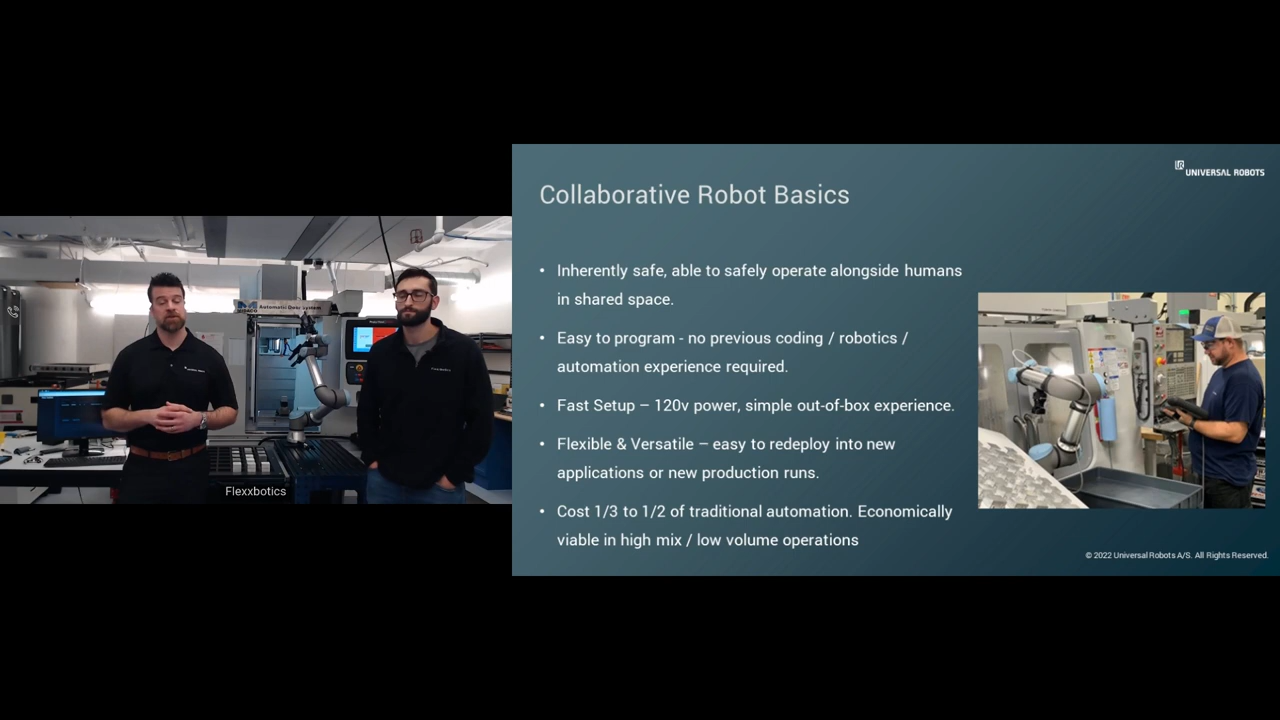 UNIVERSAL ROBOTS
Collaborative Robot Basics
• Inherently safe, able to safely operate alongside humans
in shared space.
• Easy to program - no previous coding / robotics /
automation experience required.
• Fast Setup – 120v power, simple out-of-box experience.
• Flexible & Versatile – easy to redeploy into new
applications or new production runs.
• Cost 1/3 to 1/2 of traditional automation. Economically
viable in high mix / low volume operations
© 2022 Universal Robots A/S. All Rights Reserved.
Automatic Door System
Flexxbotics